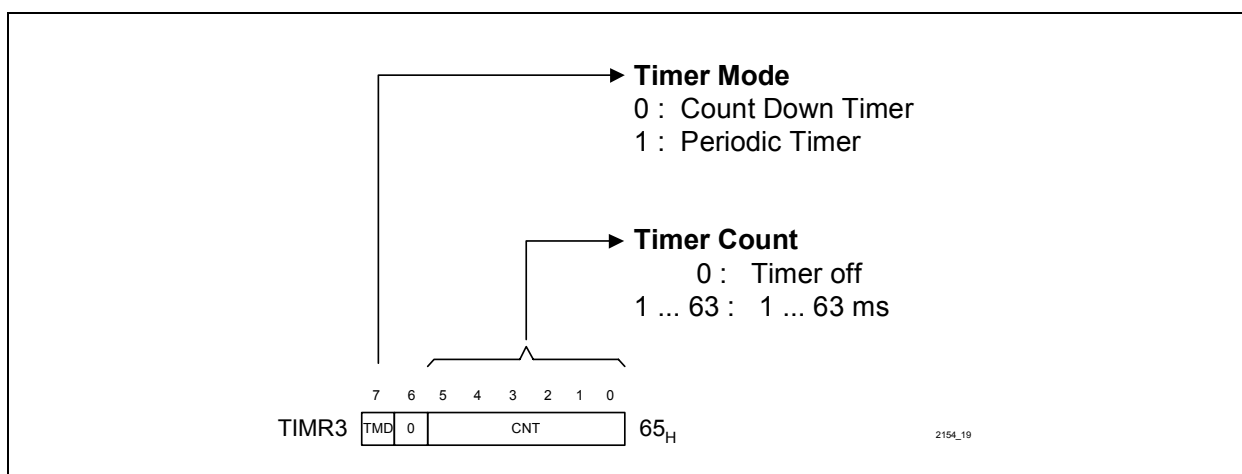 Timer Mode
0 : Count Down Timer
1 : Periodic Timer
Timer Count
0 : Timer off
1 ... 63 : 1 ... 63 ms
7 6 5 4 3 2 1 0
TIMR3 TMD 0 CNT 65H
2154_19